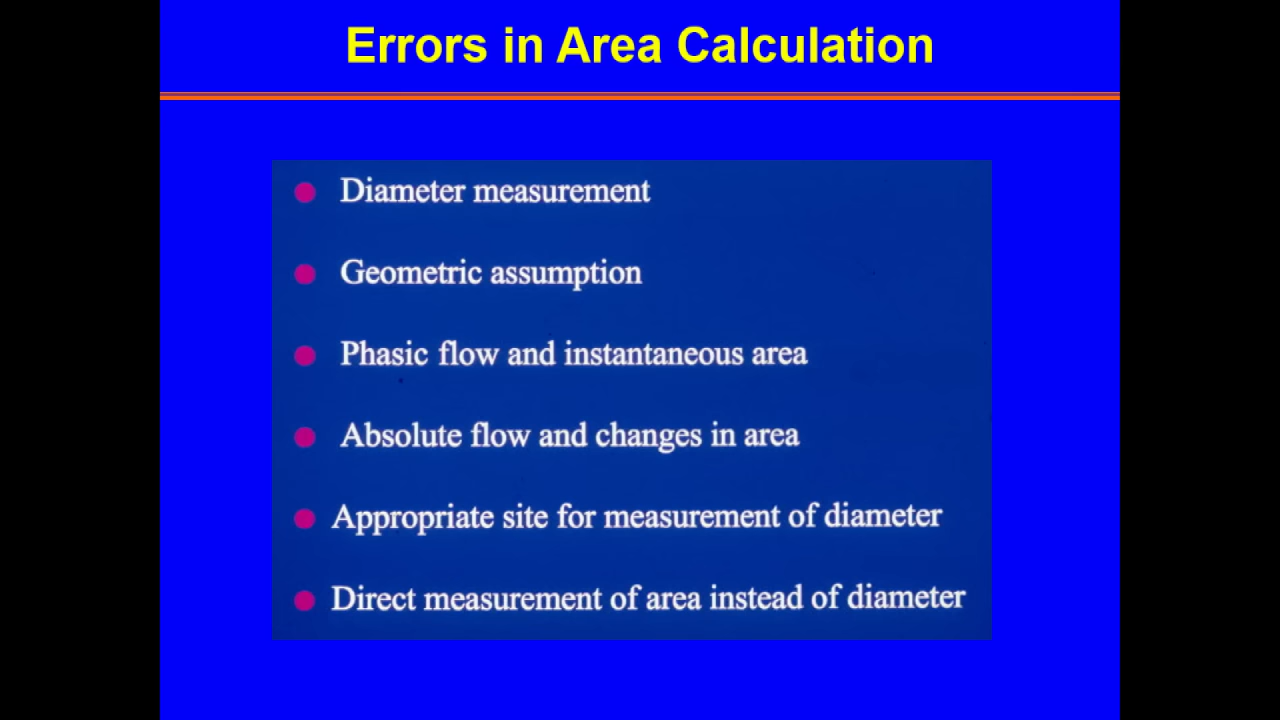 Errors in Area Calculation
Diameter measurement
Geometric assumption
Phasic flow and instantaneous area
Absolute flow and changes in area
Appropriate site for measurement of diameter
Direct measurement of area instead of diameter